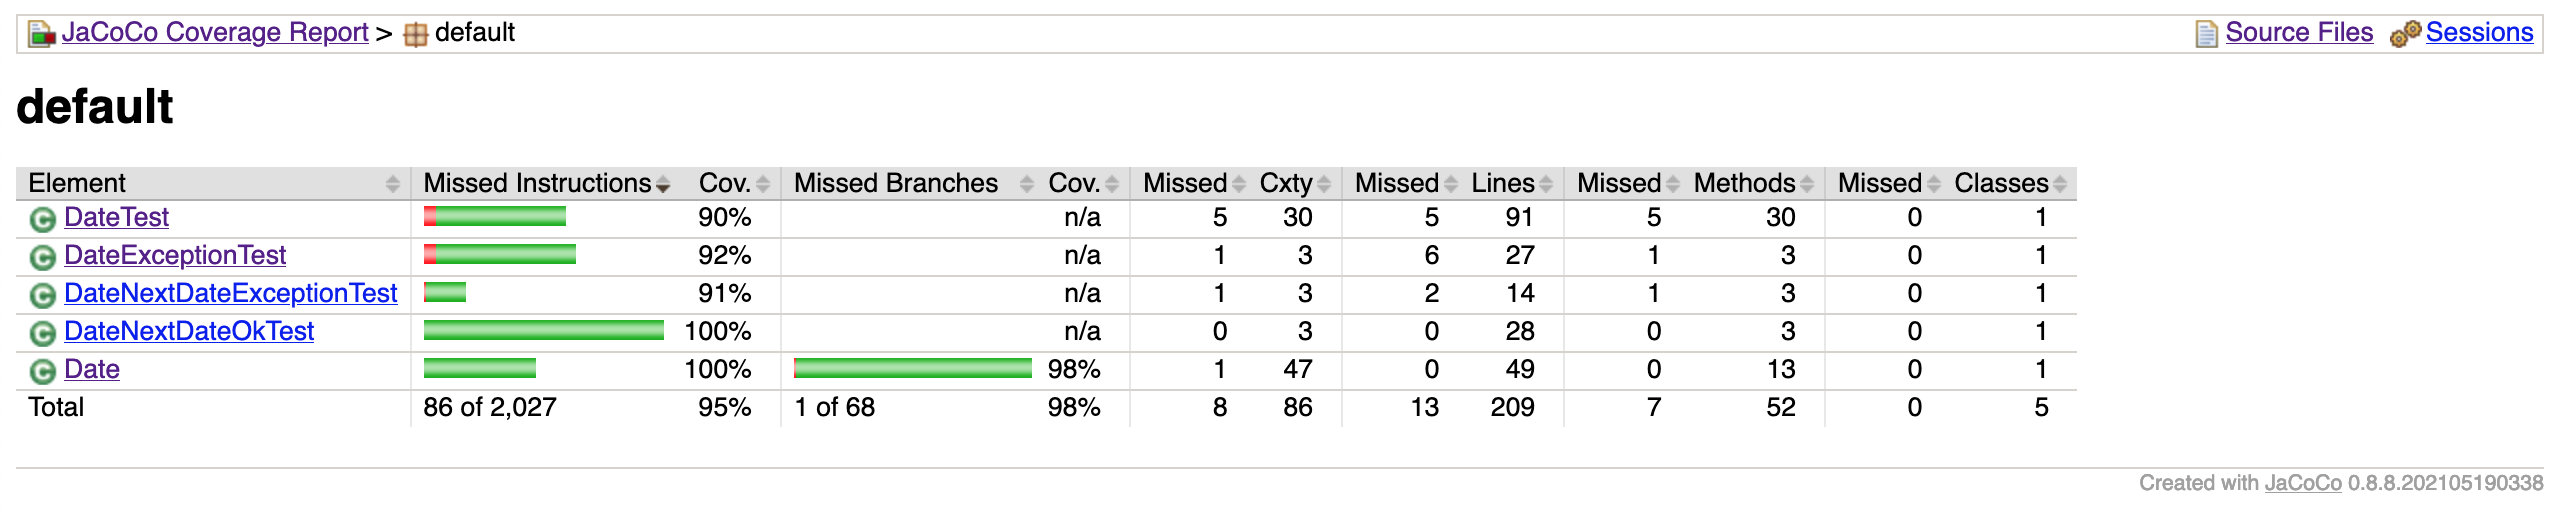 JaCoCo Coverage Report > default Source Files Sessions
default
Element Missed Instructions Cov. Missed Branches Cov. Missed Cxty Missed Lines Missed Methods Missed Classes
DateTest 90% n/a 5 30 5 91 5 30 0 1
DateExceptionTest 92% n/a 1 3 6 27 1 3 0 1
DateNextDateExceptionTest 91% n/a 1 3 2 14 1 3 0 1
DateNextDateOkTest 100% n/a 0 3 0 28 0 3 0 1
Date 100% 98% 1 47 0 49 0 13 0 1
Total 86 of 2,027 95% 1 of 68 98% 8 86 13 209 7 52 0 5
Created with JaCoCo 0.8.8.202105190338